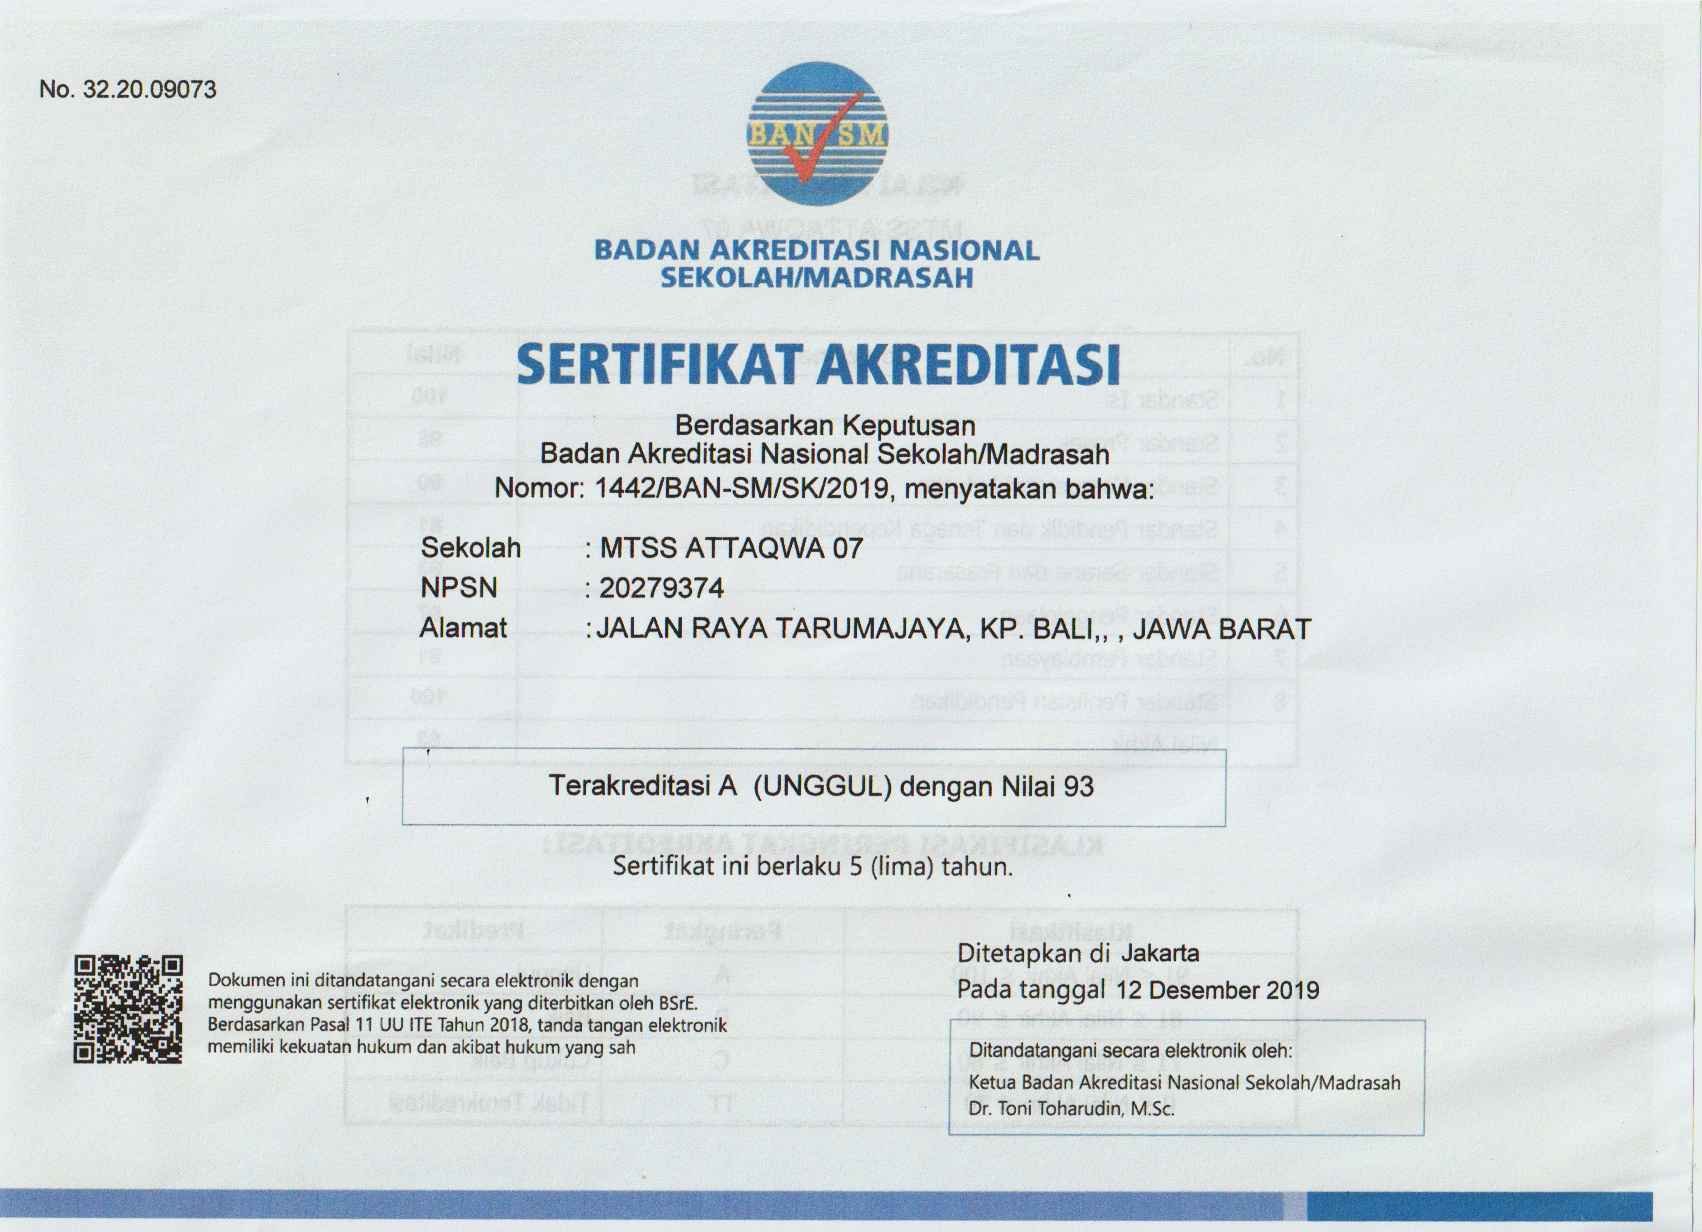 No. 32.20.09073
BAN SM
BADAN AKREDITASI NASIONAL
SEKOLAH/MADRASAH
SERTIFIKAT AKREDITASI
Berdasarkan Keputusan
Badan Akreditasi Nasional Sekolah/Madrasah
Nomor: 1442/BAN-SM/SK/2019, menyatakan bahwa:
Sekolah : MTSS ATTAQWA 07
NPSN : 20279374
Alamat : JALAN RAYA TARUMAJAYA, KP. BALI,, , JAWA BARAT
Terakreditasi A (UNGGUL) dengan Nilai 93
Sertifikat ini berlaku 5 (lima) tahun.
Dokumen ini ditandatangani secara elektronik dengan
menggunakan sertifikat elektronik yang diterbitkan oleh BSrE.
Berdasarkan Pasal 11 UU ITE Tahun 2018, tanda tangan elektronik
memiliki kekuatan hukum dan akibat hukum yang sah
Ditetapkan di Jakarta
Pada tanggal 12 Desember 2019
Ditandatangani secara elektronik oleh:
Ketua Badan Akreditasi Nasional Sekolah/Madrasah
Dr. Toni Toharudin, M.Sc.